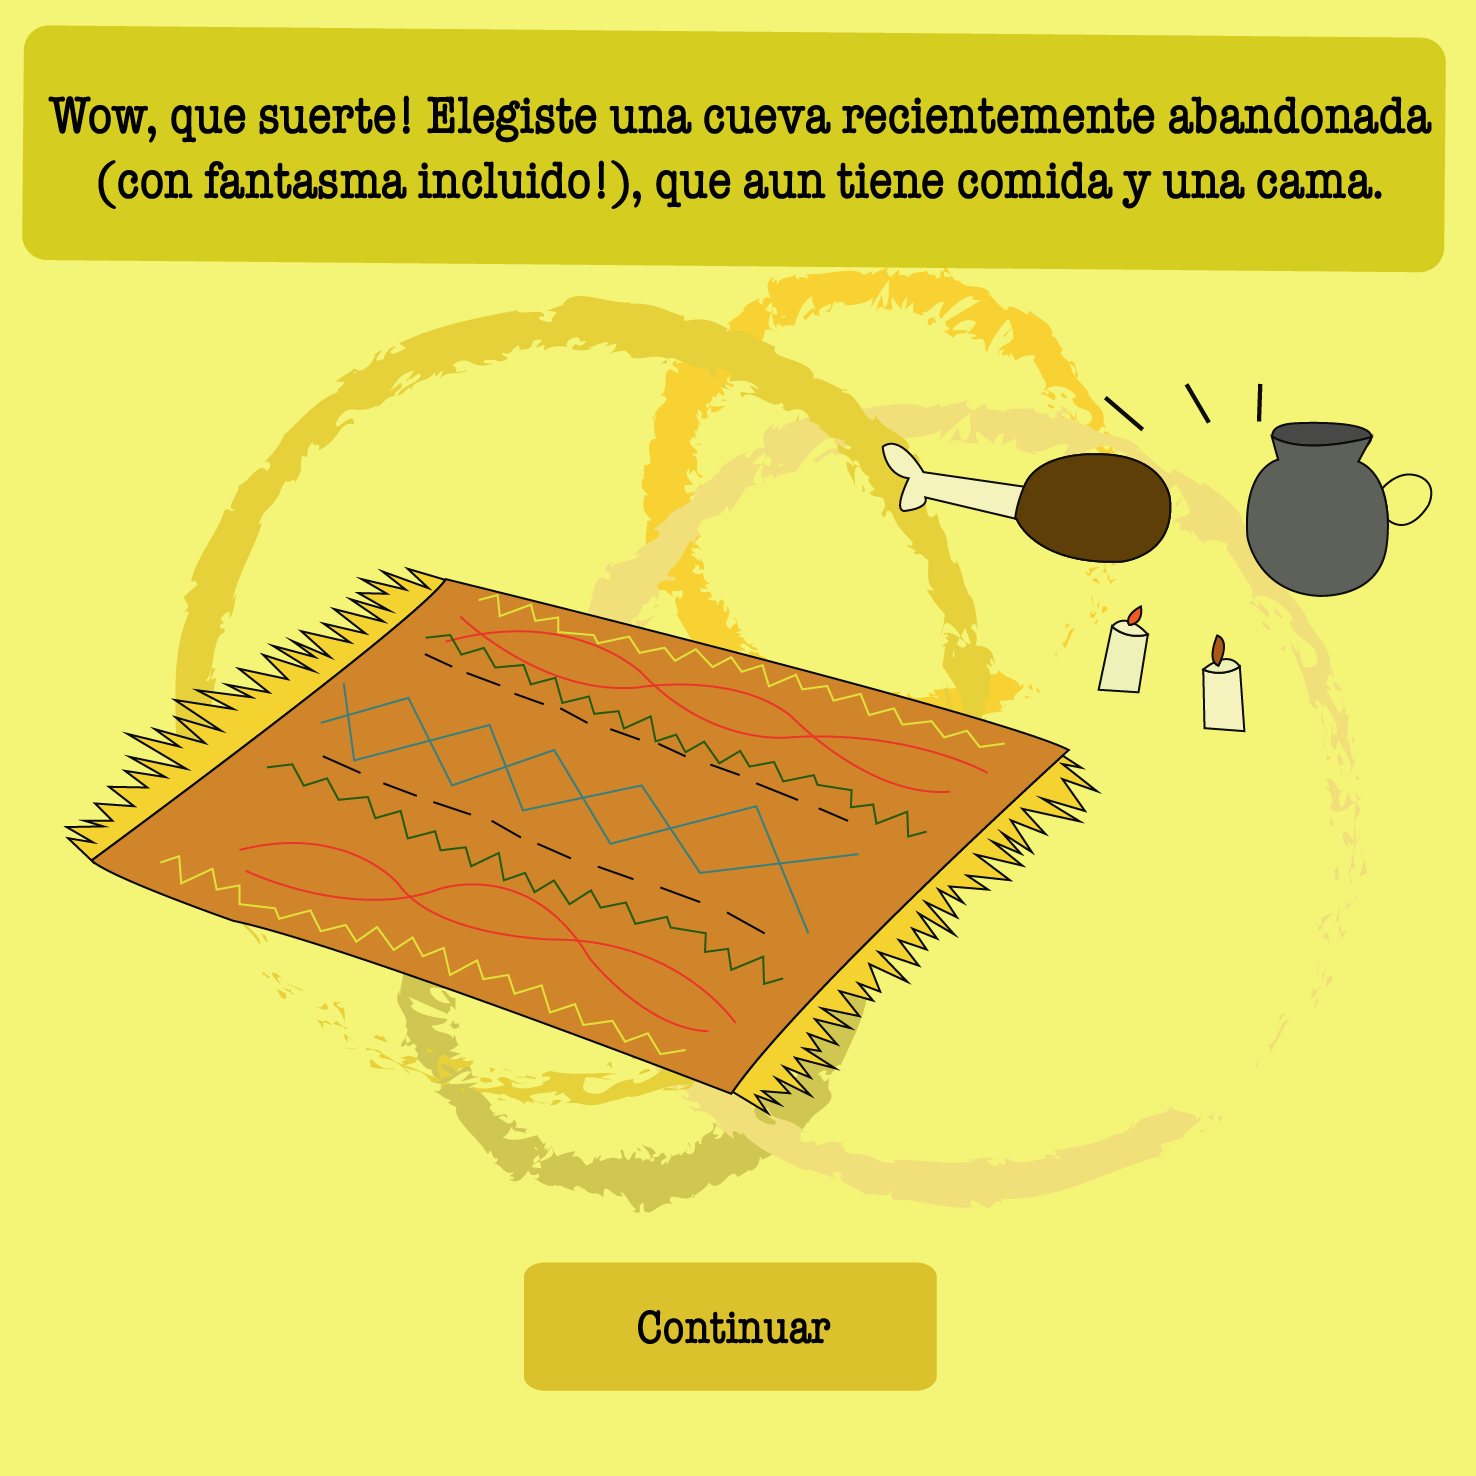 Wow, que suerte! Elegiste una cueva recientemente abandonada
(con fantasma incluido!), que aun tiene comida y una cama.
Continuar